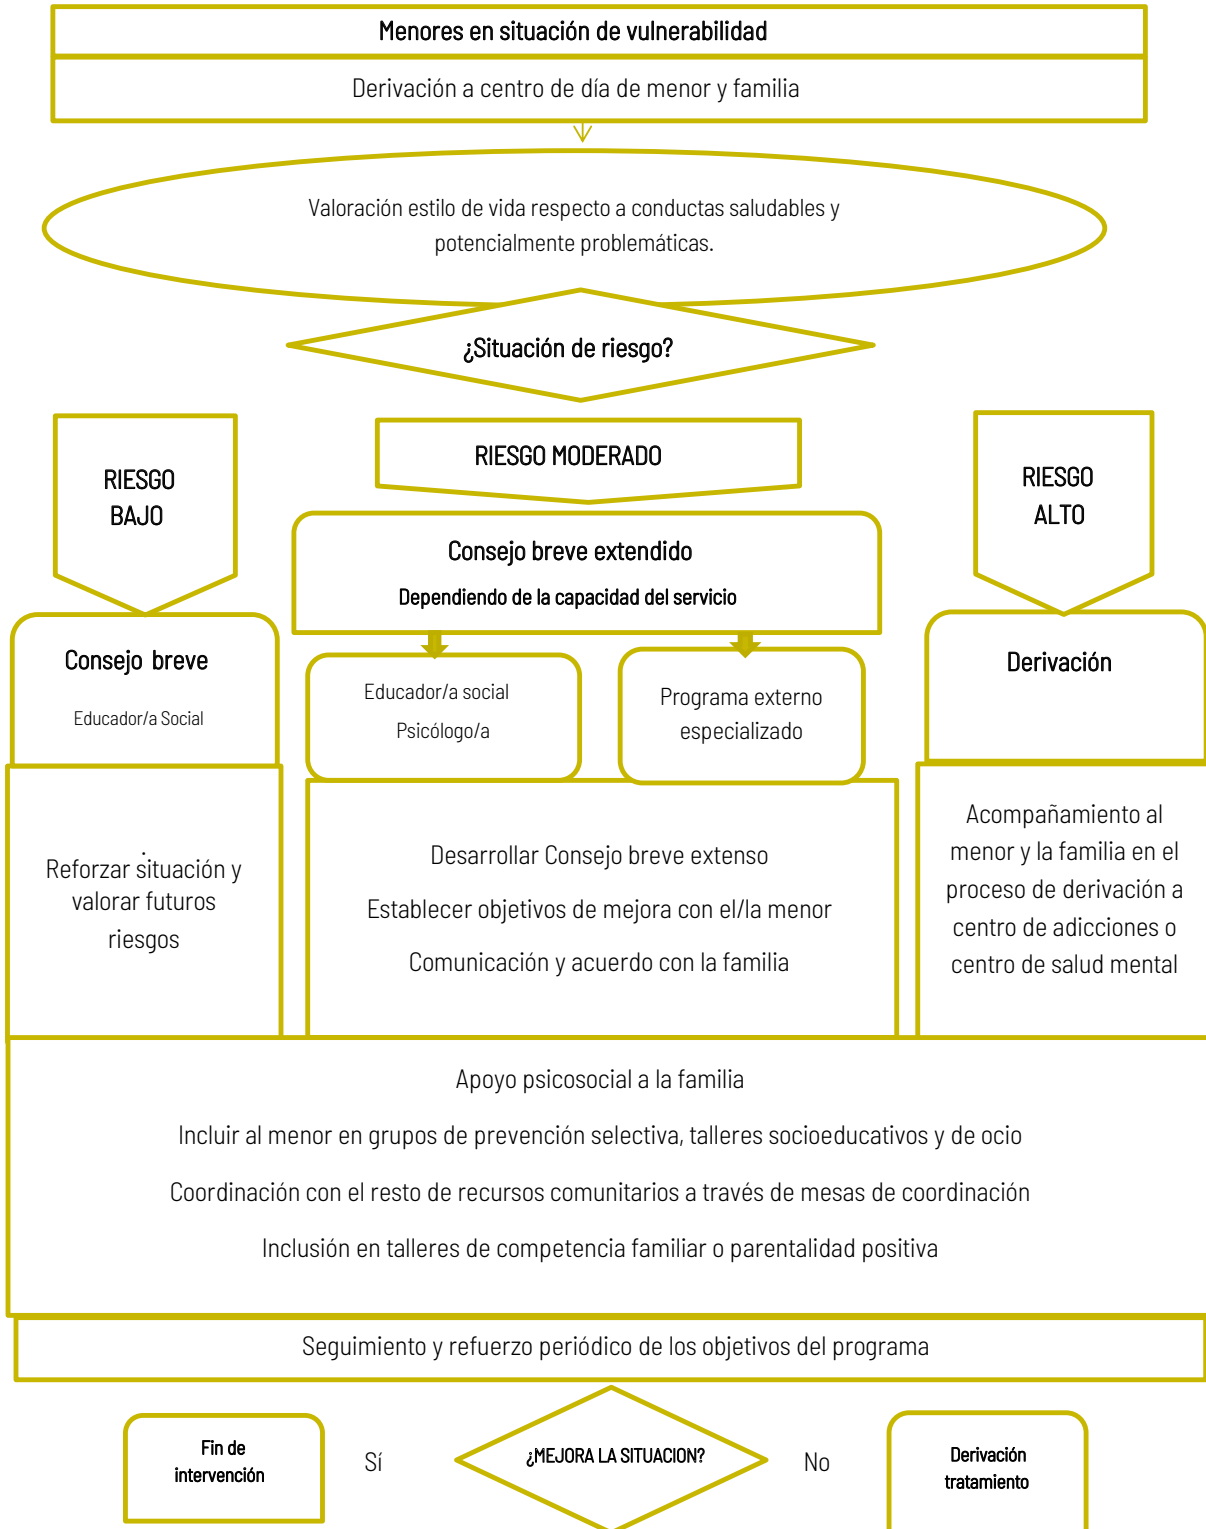 Menores en situación de vulnerabilidad
Derivación a centro de día de menor y familia
Valoración estilo de vida respecto a conductas saludables y
potencialmente problemáticas.
¿Situación de riesgo?
RIESGO
BAJO
RIESGO MODERADO
RIESGO
ALTO
Consejo breve
Educador/a Social
Consejo breve extendido
Dependiendo de la capacidad del servicio
Educador/a social
Psicólogo/a
Programa externo
especializado
Derivación
.
Reforzar situación y
valorar futuros
riesgos
Desarrollar Consejo breve extenso
Establecer objetivos de mejora con el/la menor
Comunicación y acuerdo con la familia
Acompañamiento al
menor y la familia en el
proceso de derivación a
centro de adicciones o
centro de salud mental
Apoyo psicosocial a la familia
Incluir al menor en grupos de prevención selectiva, talleres socioeducativos y de ocio
Coordinación con el resto de recursos comunitarios a través de mesas de coordinación
Inclusión en talleres de competencia familiar o parentalidad positiva
Seguimiento y refuerzo periódico de los objetivos del programa
Fin de
intervención
Sí
¿MEJORA LA SITUACION?
No
Derivación
tratamiento